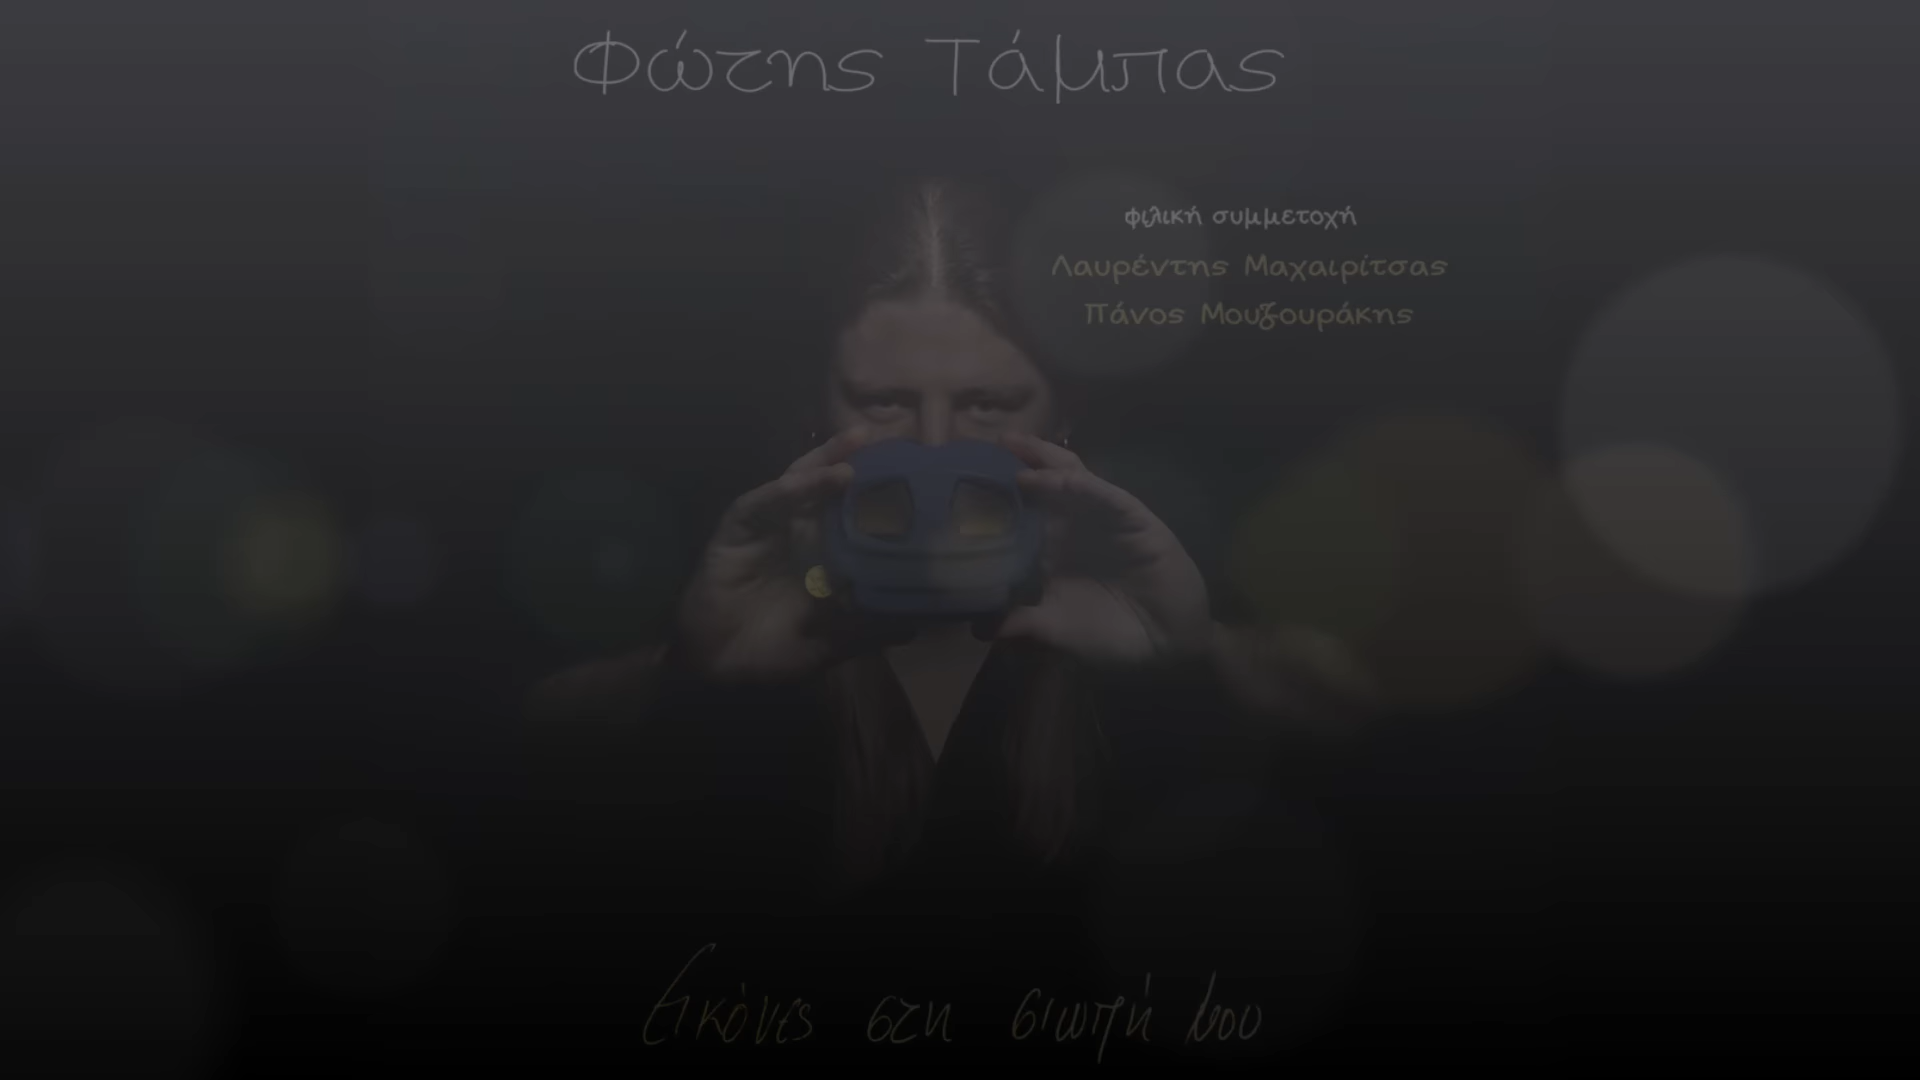 Φώτης Τάμπας
φιλική συμμετοχή
Λαυρέντης Μαχαιρίτσας
Πάνος Μουζουράκης
Εικόνες στη σιωπή μου